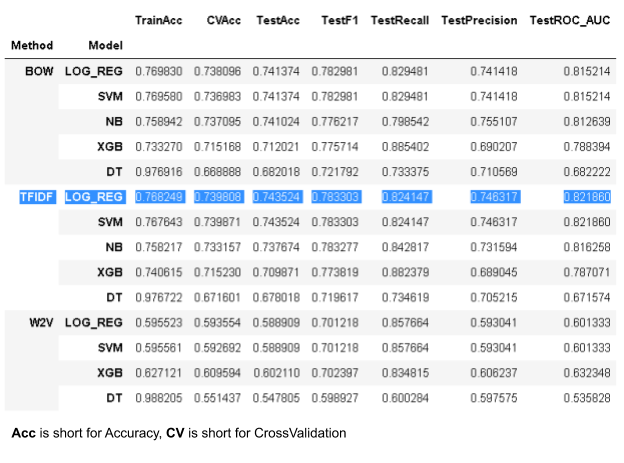 TrainAcc CVAcc TestAcc TestF1 TestRecall TestPrecision TestROC_AUC
Method Model
BOW LOG_REG 0.769830 0.738096 0.741374 0.782981 0.829481 0.741418 0.815214
SVM 0.769580 0.736983 0.741374 0.782981 0.829481 0.741418 0.815214
NB 0.758942 0.737095 0.741024 0.776217 0.798542 0.755107 0.812639
XGB 0.733270 0.715168 0.712021 0.775714 0.885402 0.690207 0.788394
DT 0.976916 0.668888 0.682018 0.721792 0.733375 0.710569 0.682222
TFIDF LOG_REG 0.768249 0.739808 0.743524 0.783303 0.824147 0.746317 0.821860
SVM 0.767643 0.739871 0.743524 0.783303 0.824147 0.746317 0.821860
NB 0.758217 0.733157 0.737674 0.783277 0.842817 0.731594 0.816258
XGB 0.740615 0.715230 0.709871 0.773819 0.882379 0.689045 0.787071
DT 0.976722 0.671601 0.678018 0.719617 0.734619 0.705215 0.671574
W2V LOG_REG 0.595523 0.593554 0.588909 0.701218 0.857664 0.593041 0.601333
SVM 0.595561 0.592692 0.588909 0.701218 0.857664 0.593041 0.601333
XGB 0.627121 0.609594 0.602110 0.702397 0.834815 0.606237 0.632348
DT 0.988205 0.551437 0.547805 0.598927 0.600284 0.597575 0.535828
Acc is short for Accuracy, CV is short for CrossValidation